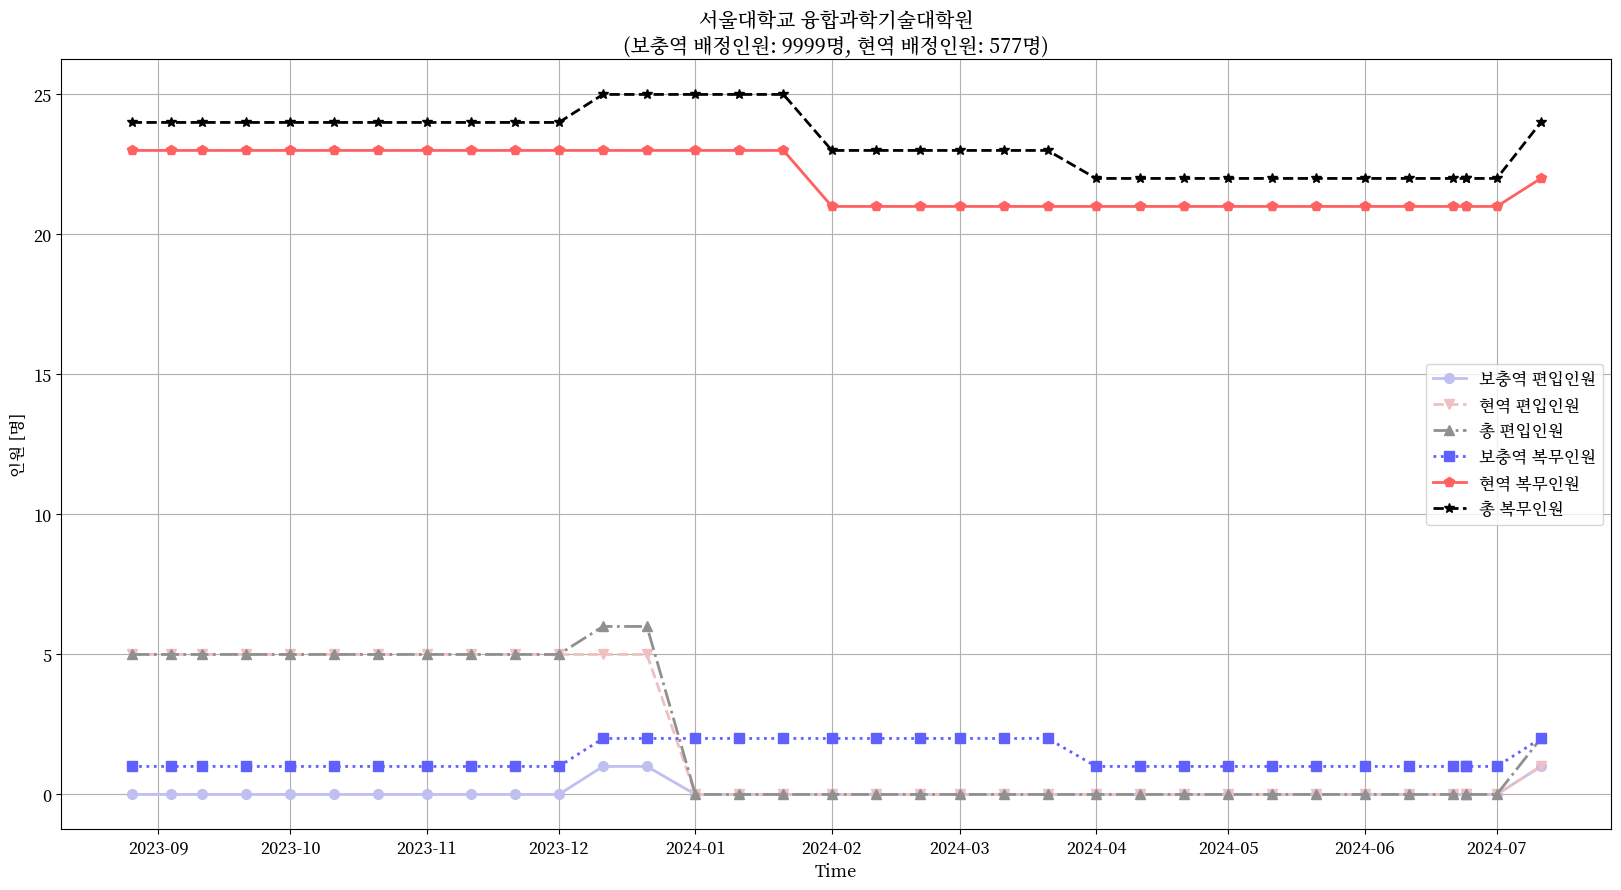 서울대학교 융합과학기술대학원
(보충역 배정인원: 9999명, 현역 배정인원: 577명)
인원 [명]
25
20
15
10
5
0
보충역 편입인원
현역 편입인원
총 편입인원
보충역 복무인원
현역 복무인원
총 복무인원
2023-09 2023-10 2023-11 2023-12 2024-01 2024-02 2024-03 2024-04 2024-05 2024-06 2024-07
Time